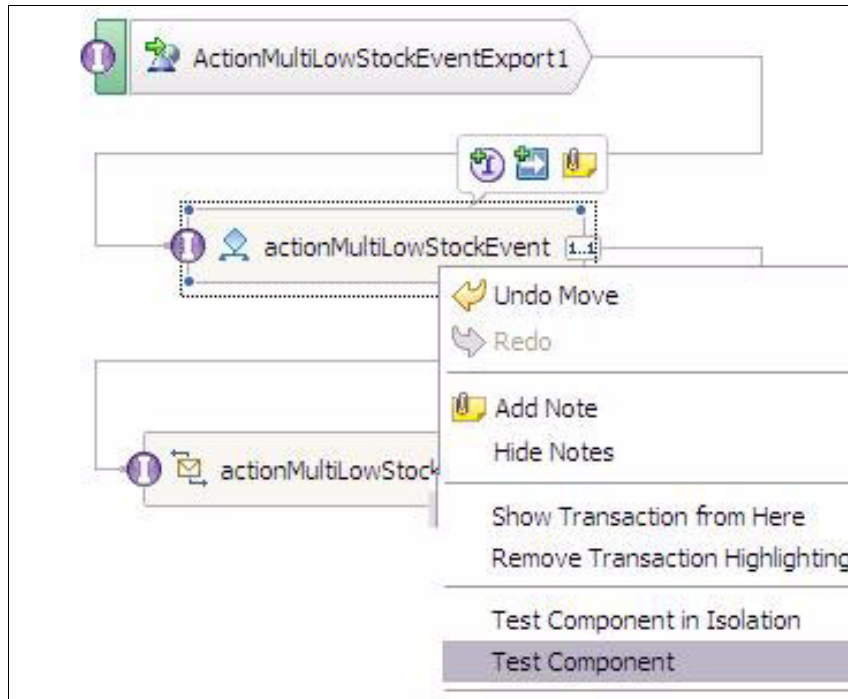 ActionMultiLowStockEventExport1
actionMultiLowStockEvent
1..1
Undo Move
Redo
Add Note
Hide Notes
actionMultiLowStock
Show Transaction from Here
Remove Transaction Highlighting
Test Component in Isolation
Test Component